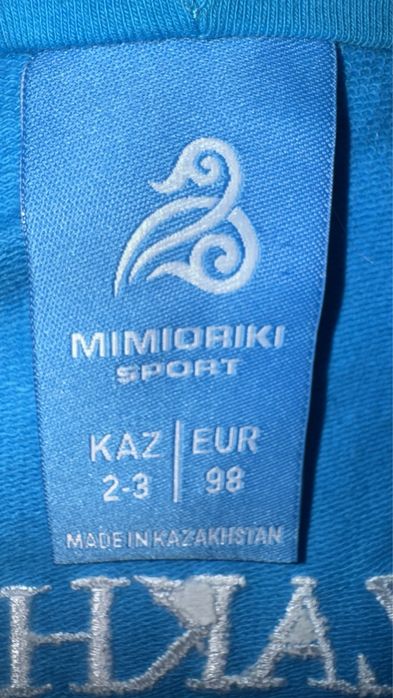 MIMIORIKI
SPORT
KAZ | EUR
2-3 | 98
MADE IN KAZAKHSTAN